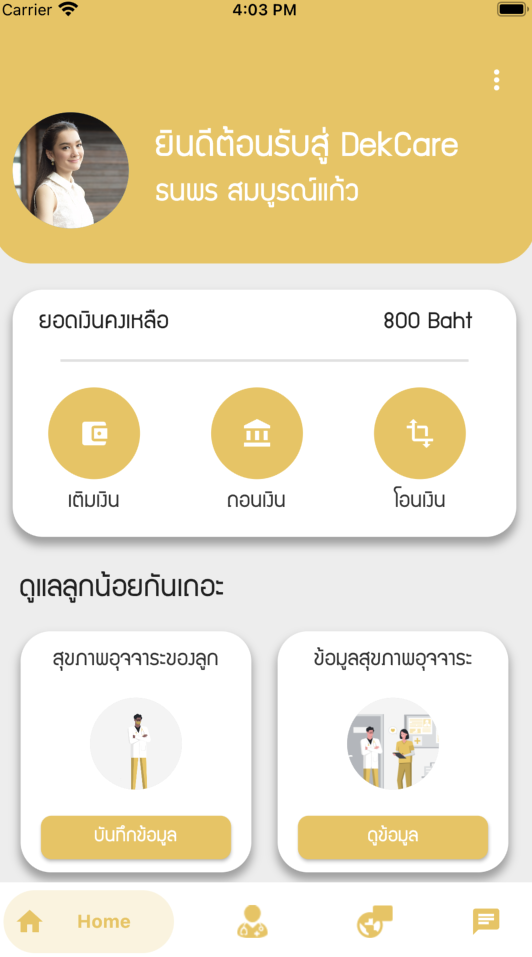 Carrier 4:03 PM
ยินดีต้อนรับสู่ DekCare
ธนพร สมบูรณ์แก้ว
ยอดเงินคงเหลือ 800 Baht
เติมเงิน ถอนเงิน โอนเงิน
ดูแลลูกน้อยกันเถอะ
สุขภาพอุจจาระของลูก ข้อมูลสุขภาพอุจจาระ
บันทึกข้อมูล ดูข้อมูล
Home